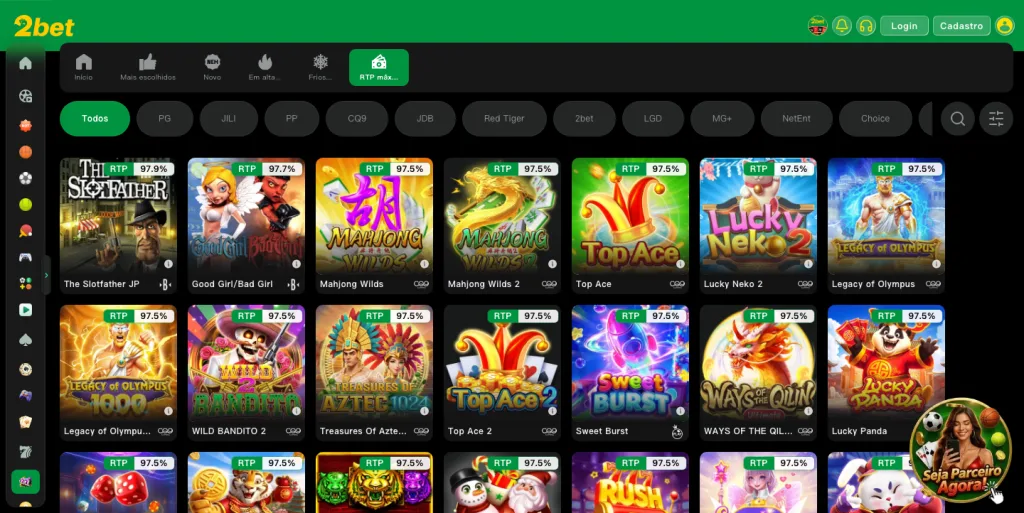 2bet
Login
Cadastro
Início
Mais escolhidos
NEW
Novo
Em alta...
Frios...
RTP máx...
Todos
PG
JILI
PP
CQ9
JDB
Red Tiger
2bet
LGD
MG+
NetEnt
Choice
RTP 97.9%
THE SLOTFATHER
The Slotfather JP
RTP 97.7%
Good Girl Bad Girl
Good Girl/Bad Girl
RTP 97.5%
胡
MAHJONG WILDS
Mahjong Wilds
RTP 97.5%
MAHJONG WILDS 2
Mahjong Wilds 2
RTP 97.5%
Top Ace
Top Ace
RTP 97.5%
Lucky Neko 2
Lucky Neko 2
RTP 97.5%
LEGACY OF OLYMPUS
Legacy of Olympus
RTP 97.5%
LEGACY OF OLYMPUS
1000
Legacy of Olympu...
RTP 97.5%
WILD 2 BANDITO
WILD BANDITO 2
RTP 97.5%
TREASURES OF
AZTEC 1024
Treasures Of Azte...
RTP 97.5%
Top Ace 2
Top Ace 2
RTP 97.5%
Sweet
BURST
Sweet Burst
RTP 97.5%
WAYS OF THE QILIN
WAYS OF THE QIL...
RTP 97.5%
LUCKY
PANDA
Lucky Panda
RTP 97.5%
RTP 97.5%
RTP 97.5%
RTP 97.5%
RTP 97.5%
RUSH
RTP 97.5%
RTP
Seja Parceiro
Agora!